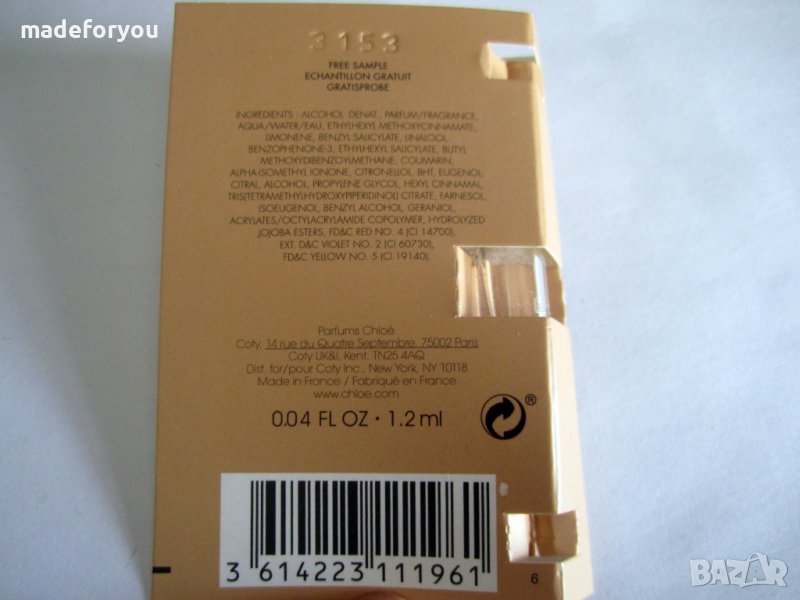 madeforyou
3153
FREE SAMPLE
ECHANTILLON GRATUIT
GRATISPROBE
INGREDIENTS : ALCOHOL DENAT., PARFUM/FRAGRANCE,
AQUA/WATER/EAU, ETHYLHEXYL METHOXYCINNAMATE,
LIMONENE, BENZYL SALICYLATE, LINALOOL,
BENZOPHENONE-3, ETHYLHEXYL SALICYLATE, BUTYL
METHOXYDIBENZOYLMETHANE, COUMARIN,
ALPHA-ISOMETHYL IONONE, CITRONELLOL, BHT, EUGENOL,
CITRAL, ALCOHOL, PROPYLENE GLYCOL, HEXYL CINNAMAL,
TRIS(TETRAMETHYLHYDROXYPIPERIDINOL) CITRATE, FARNESOL,
ISOEUGENOL, BENZYL ALCOHOL, GERANIOL,
ACRYLATES/OCTYLACRYLAMIDE COPOLYMER, HYDROLYZED
JOJOBA ESTERS, FD&C RED NO. 4 (CI 14700),
EXT. D&C VIOLET NO. 2 (CI 60730),
FD&C YELLOW NO. 5 (CI 19140).
Parfums Chloé
Coty, 14 rue du Quatre Septembre, 75002 Paris
Coty UK&I, Kent, TN25 4AQ
Dist. for/pour Coty Inc., New York, NY 10118
Made in France / Fabriqué en France
www.chloe.com
0.04 FL OZ • 1.2 ml
®
3 614223 111961
6
BAZAR